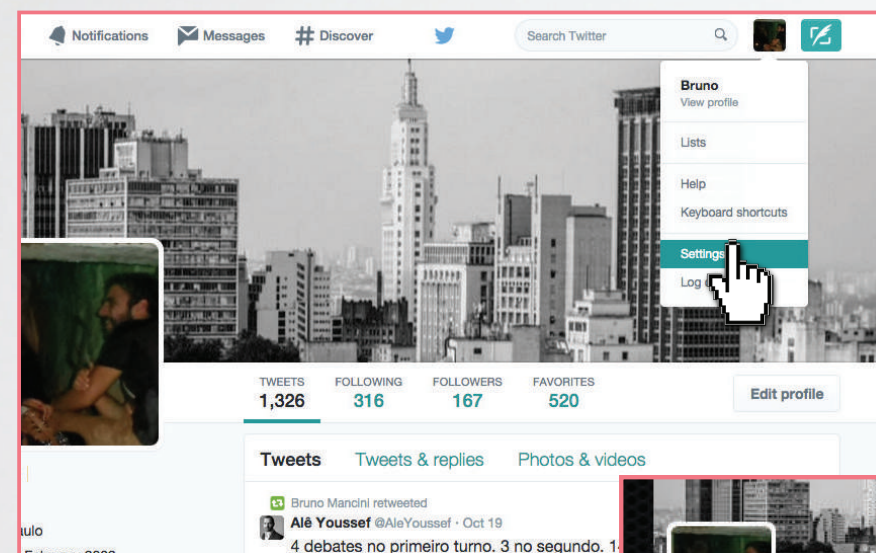 Notifications Messages # Discover Search Twitter
Bruno
View profile
Lists
Help
Keyboard shortcuts
Settings
Log
TWEETS FOLLOWING FOLLOWERS FAVORITES
1,326 316 167 520
Edit profile
Tweets Tweets & replies Photos & videos
Bruno Mancini retweeted
Alê Youssef @AleYoussef · Oct 19
4 debates no primeiro turno. 3 no segundo.
ulo